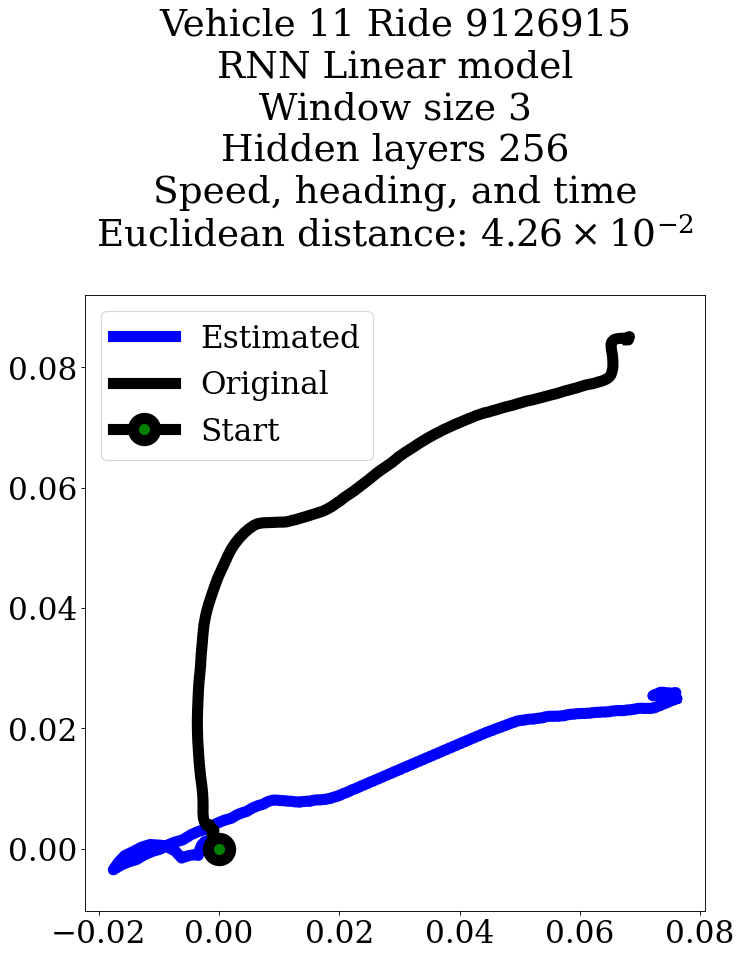 Vehicle 11 Ride 9126915
RNN Linear model
Window size 3
Hidden layers 256
Speed, heading, and time
Euclidean distance: 4.26 × 10⁻²
Estimated
Original
Start
0.08
0.06
0.04
0.02
0.00
−0.02 0.00 0.02 0.04 0.06 0.08